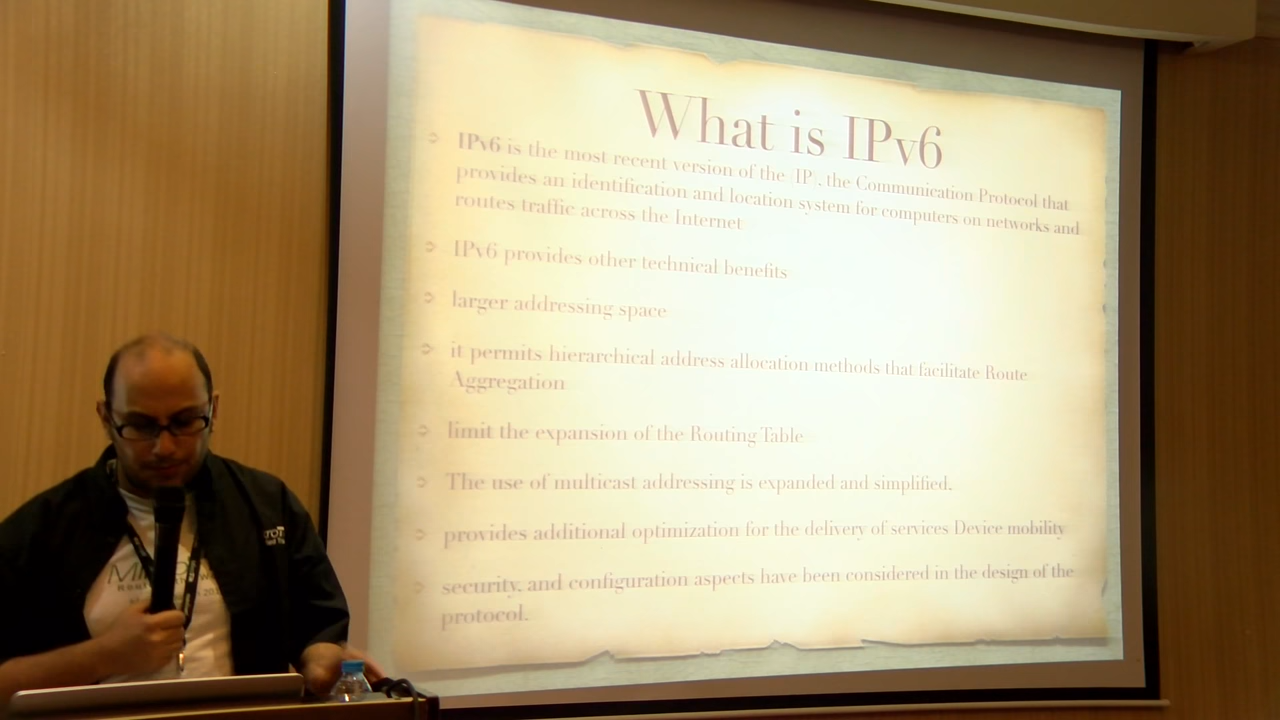 What is IPv6
IPv6 is the most recent version of the (IP), the Communication Protocol that
provides an identification and location system for computers on networks and
routes traffic across the Internet
IPv6 provides other technical benefits
larger addressing space
it permits hierarchical address allocation methods that facilitate Route
Aggregation
limit the expansion of the Routing Table
The use of multicast addressing is expanded and simplified.
provides additional optimization for the delivery of services Device mobility
security, and configuration aspects have been considered in the design of the
protocol.